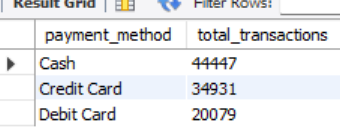 Result Grid Filter Rows:
payment_method total_transactions
Cash 44447
Credit Card 34931
Debit Card 20079